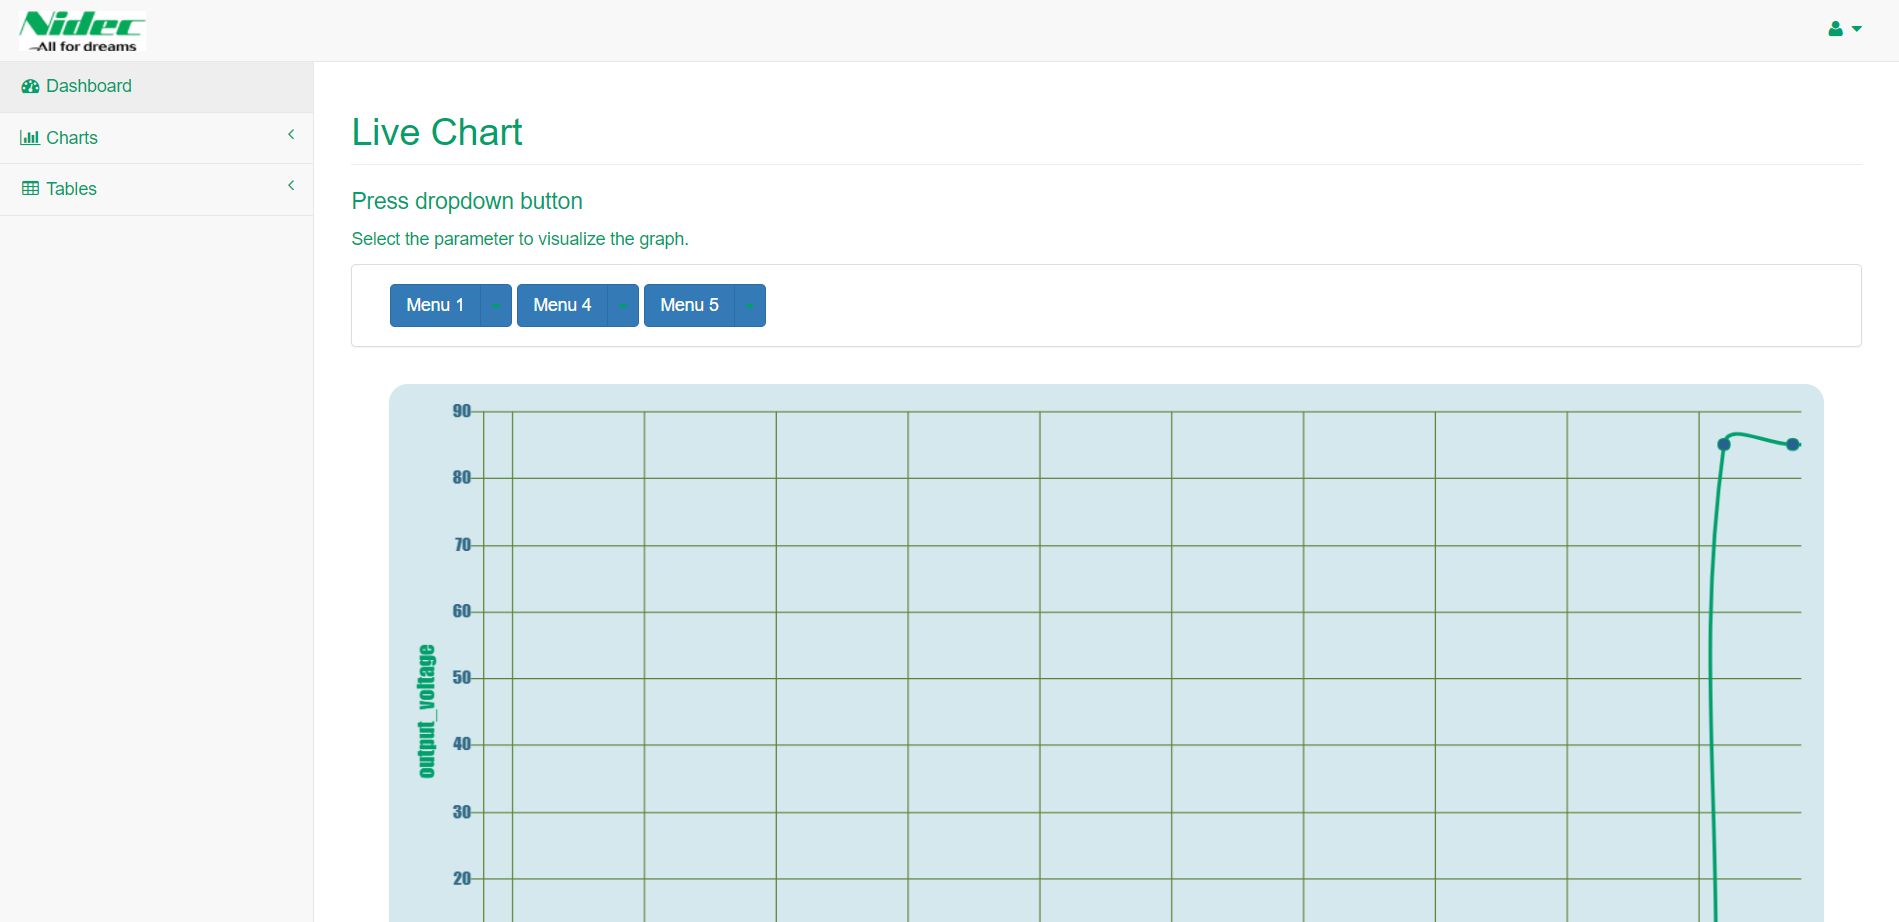 Nidec
All for dreams
Dashboard
Charts
Tables
Live Chart
Press dropdown button
Select the parameter to visualize the graph.
Menu 1
Menu 4
Menu 5
90
80
70
60
50
40
30
20
output_voltage